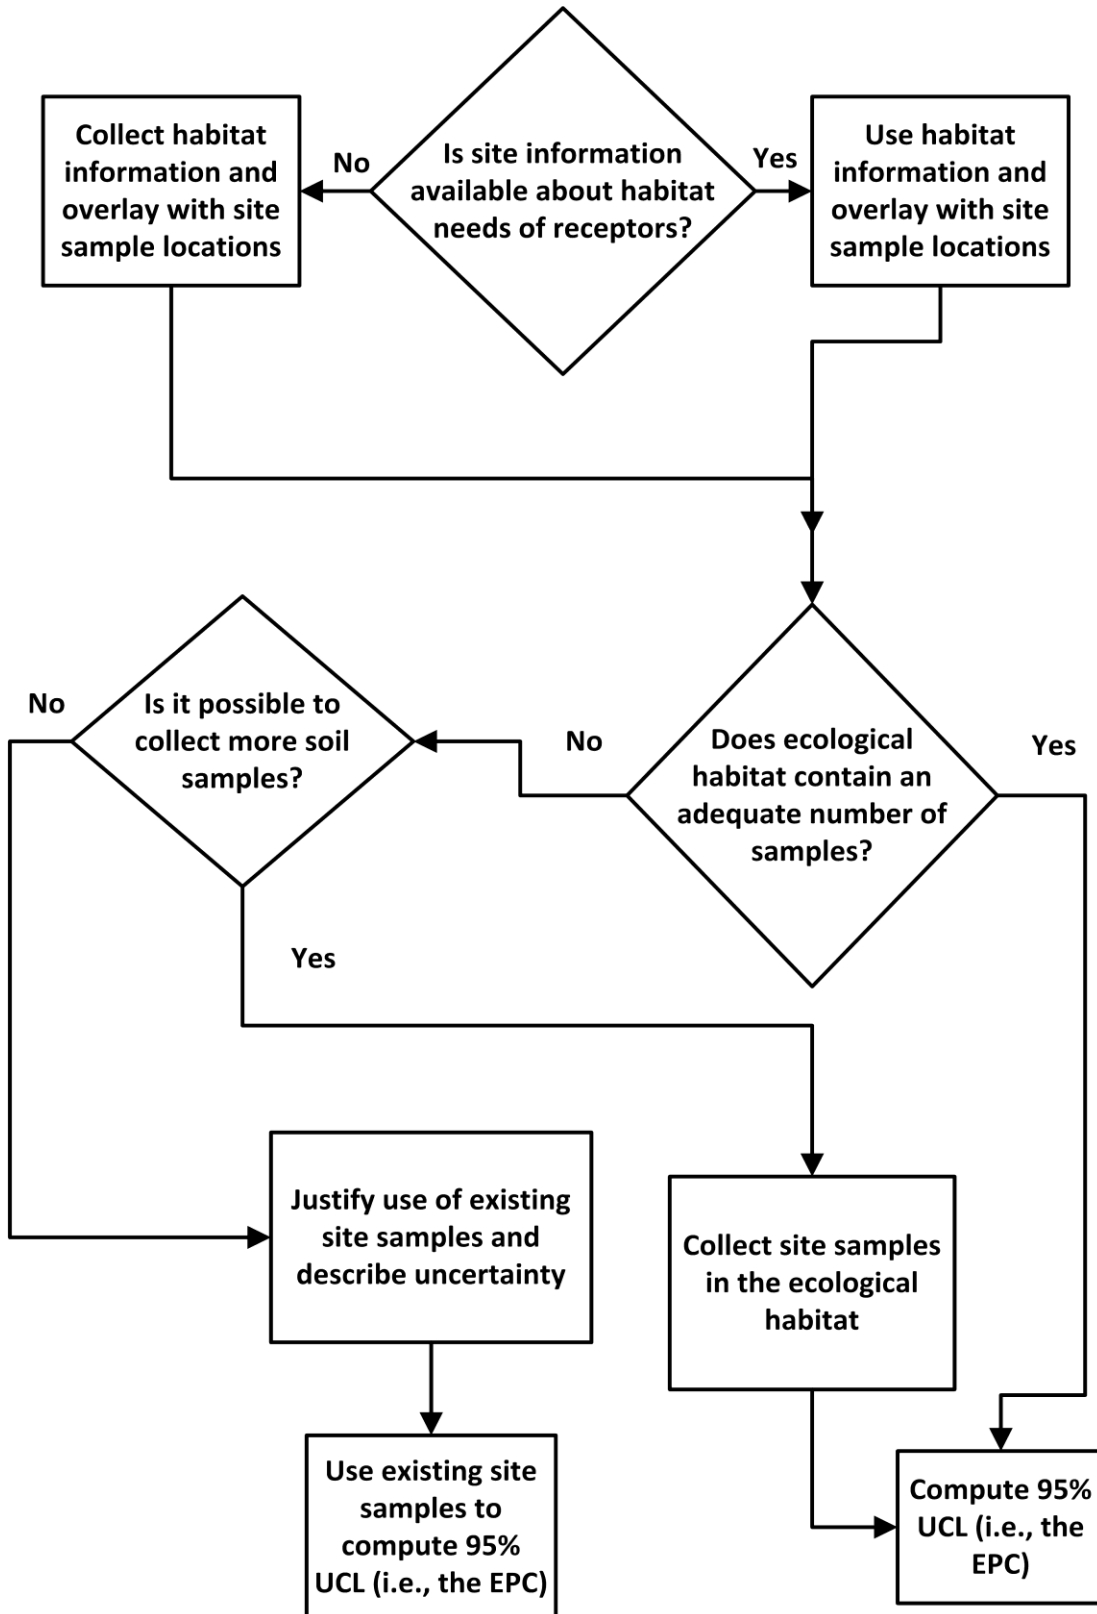 Collect habitat
information and
overlay with site
sample locations
No
Is site information
available about habitat
needs of receptors?
Yes
Use habitat
information and
overlay with site
sample locations
No
Is it possible to
collect more soil
samples?
No
Does ecological
habitat contain an
adequate number of
samples?
Yes
Yes
Justify use of existing
site samples and
describe uncertainty
Collect site samples
in the ecological
habitat
Use existing site
samples to
compute 95%
UCL (i.e., the EPC)
Compute 95%
UCL (i.e., the
EPC)